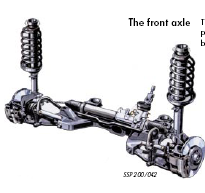 The front axle
SSP 200/042